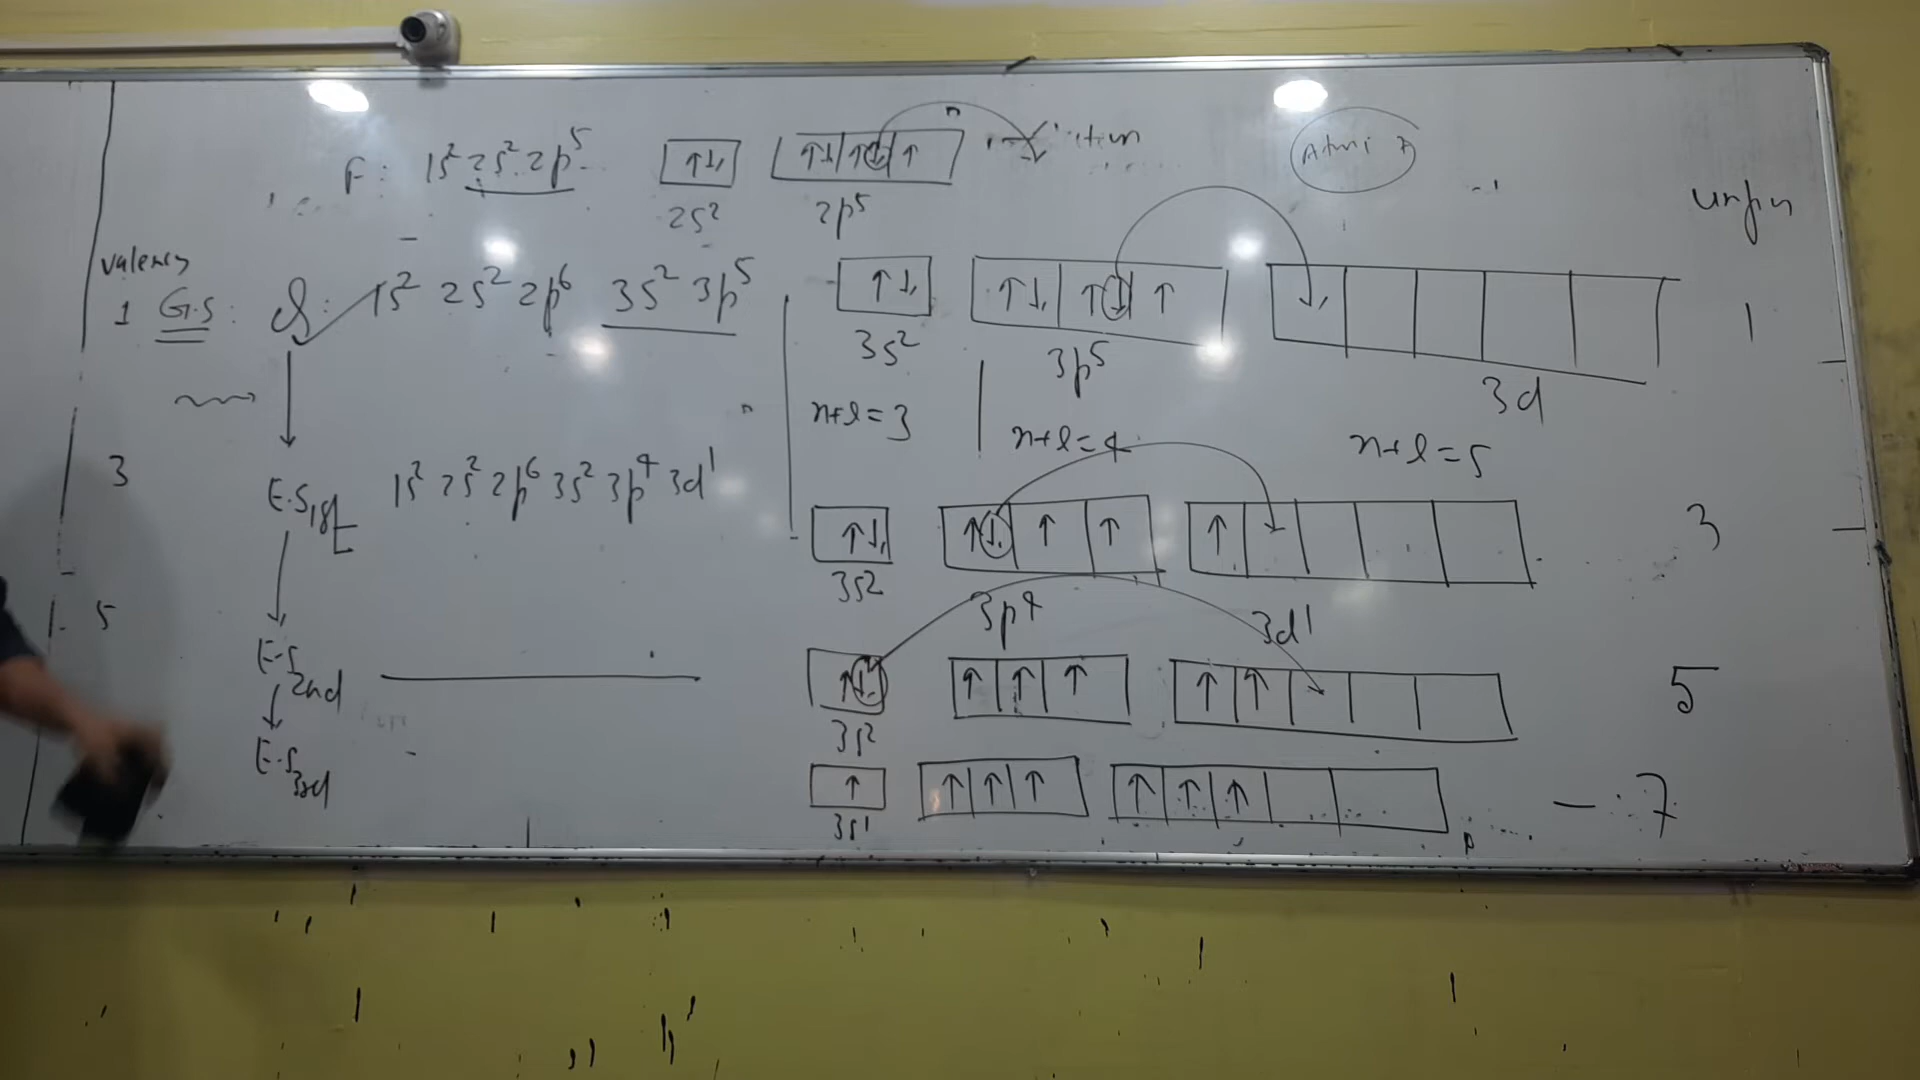 F: 1s² 2s² 2p⁵ ↑↓ ↑↓ ↑↓ ↑
2s² 2p⁵
unpin
valency
1 G.S: Cl: 1s² 2s² 2p⁶ 3s² 3p⁵ ↑↓ ↑↓ ↑↓ ↑ ↓ 1
3s² 3p⁵ 3d
n+l=3 n+l=4 n+l=5
3 E.S 1st 1s² 2s² 2p⁶ 3s² 3p⁴ 3d¹ ↑↓ ↑↓ ↑ ↑ ↑ 3
3s² 3p⁴ 3d¹
5 E.S 2nd ↑↓ ↑ ↑ ↑ ↑ ↑ 5
3s²
E.S 3rd ↑ ↑ ↑ ↑ ↑ ↑ ↑ — 7
3s¹